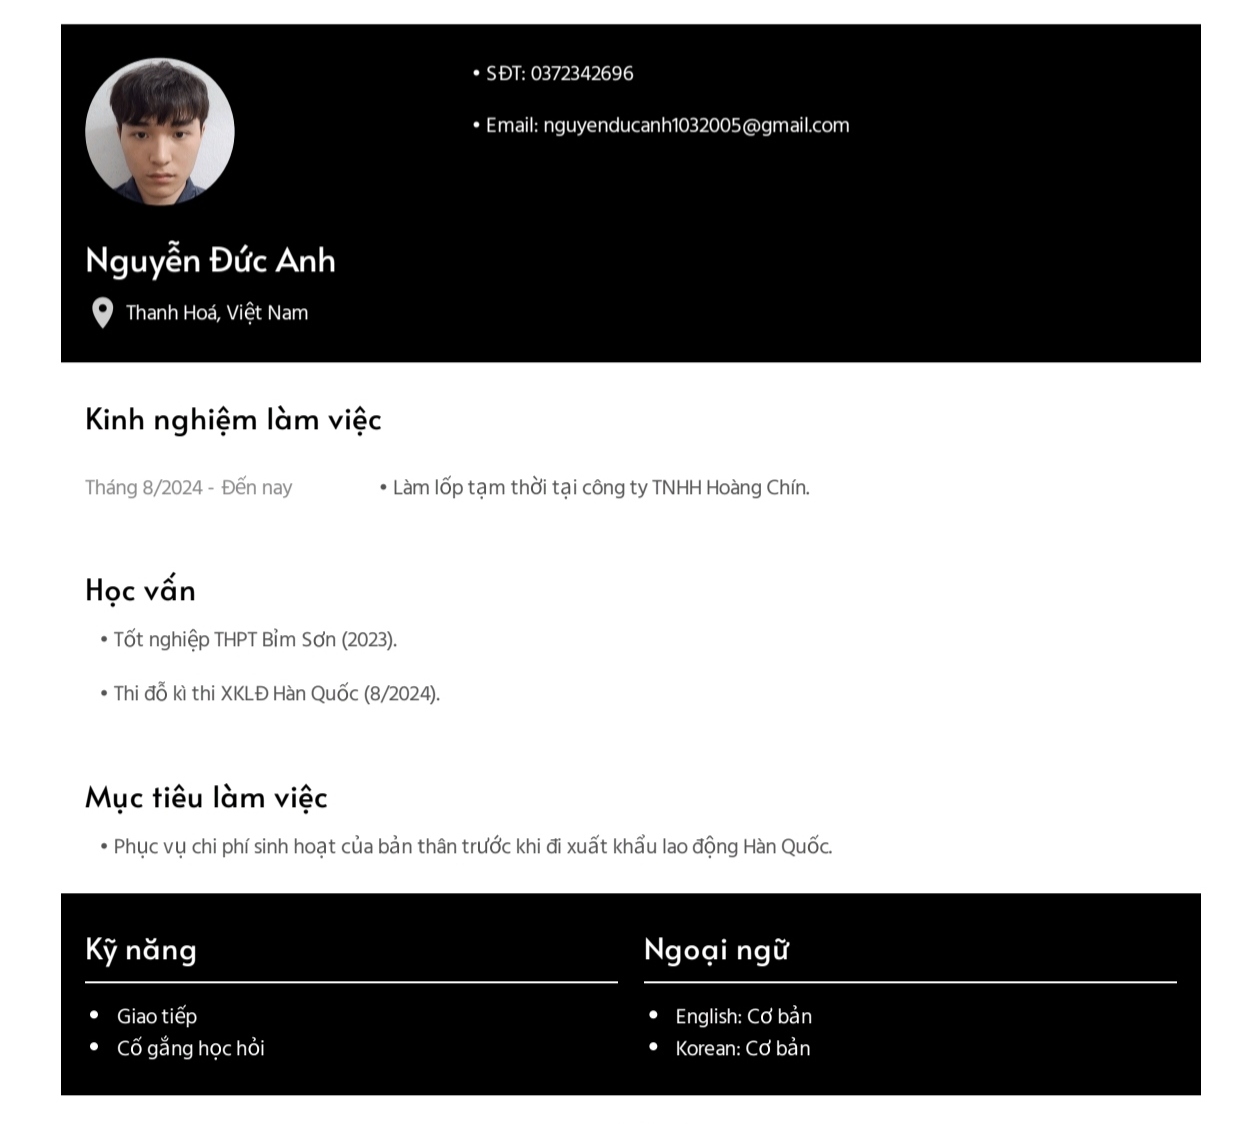 • SĐT: 0372342696
• Email: nguyenducanh1032005@gmail.com
Nguyễn Đức Anh
Thanh Hoá, Việt Nam
Kinh nghiệm làm việc
Tháng 8/2024 - Đến nay • Làm lốp tạm thời tại công ty TNHH Hoàng Chín.
Học vấn
• Tốt nghiệp THPT Bỉm Sơn (2023).
• Thi đỗ kì thi XKLĐ Hàn Quốc (8/2024).
Mục tiêu làm việc
• Phục vụ chi phí sinh hoạt của bản thân trước khi đi xuất khẩu lao động Hàn Quốc.
Kỹ năng
• Giao tiếp
• Cố gắng học hỏi
Ngoại ngữ
• English: Cơ bản
• Korean: Cơ bản